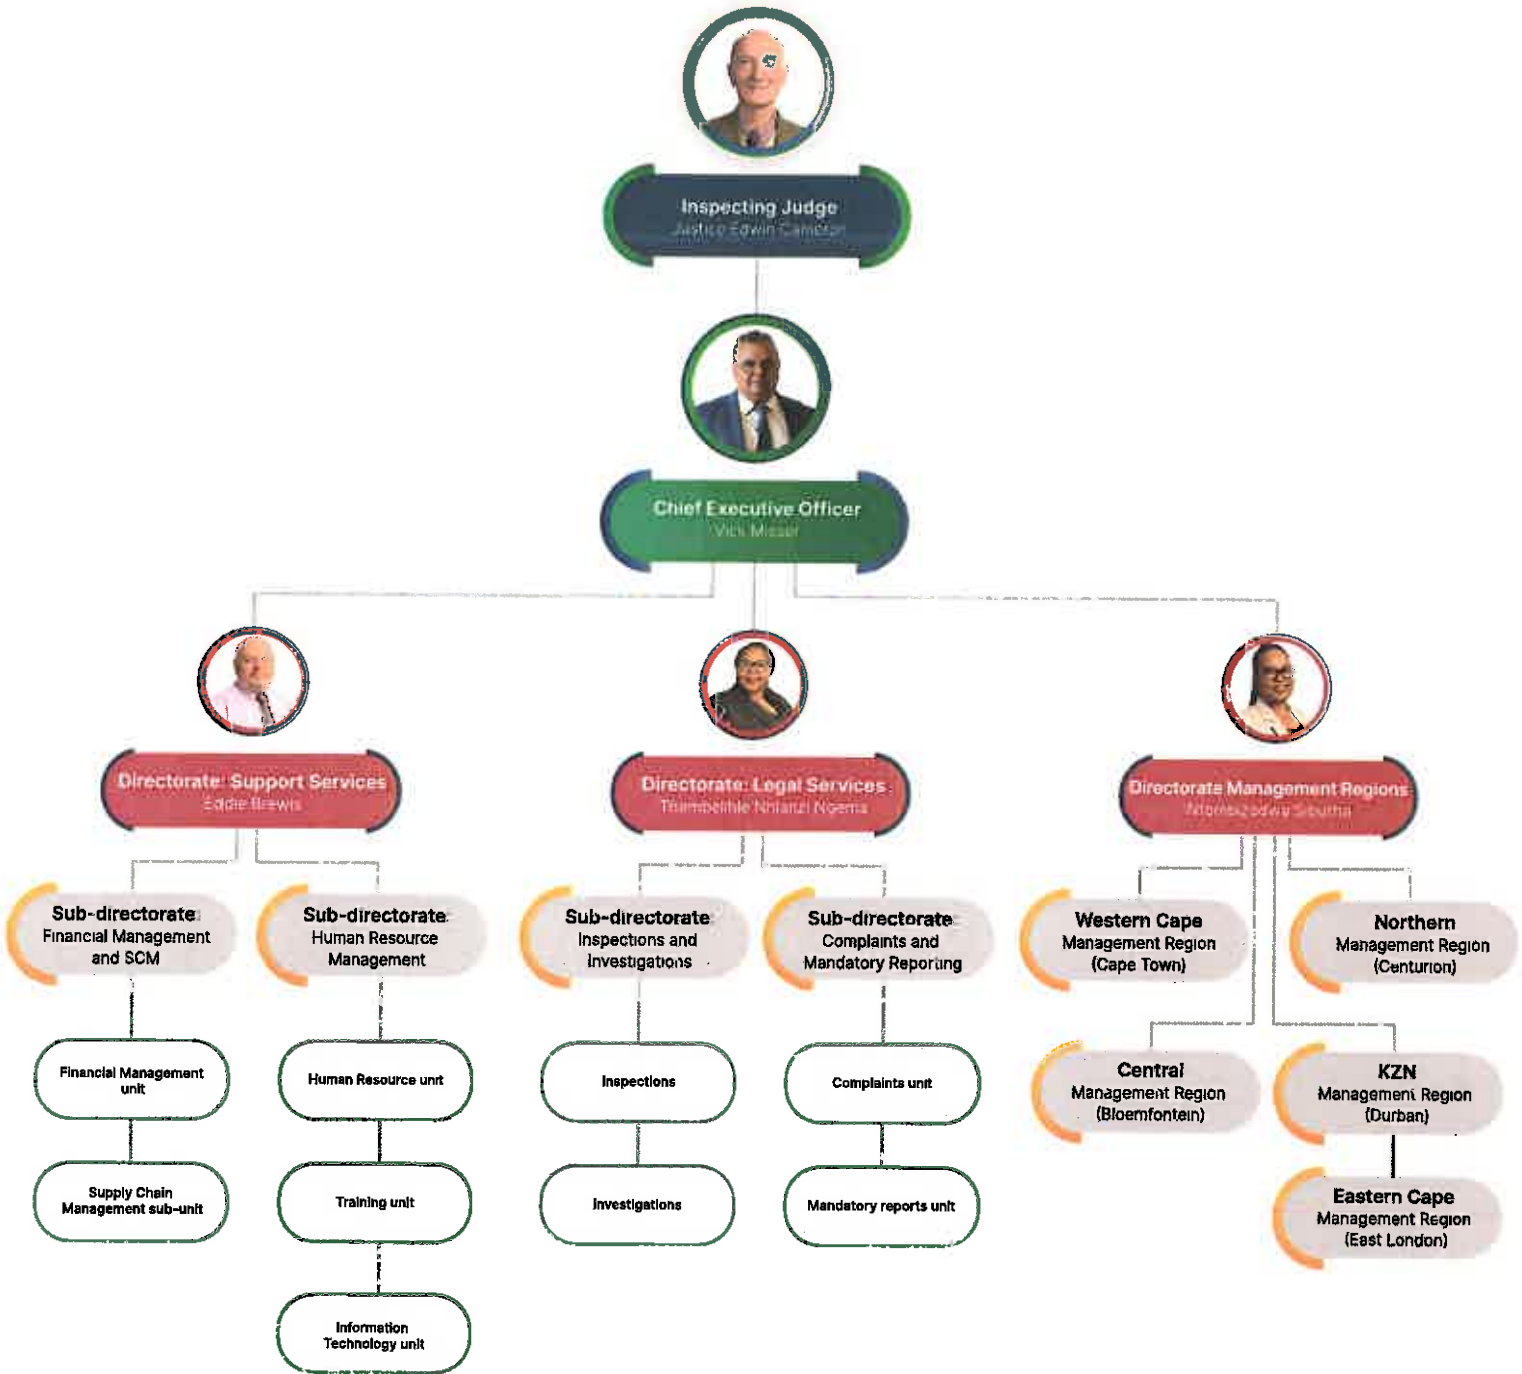 Inspecting Judge
Justice Edwin Cameron
Chief Executive Officer
Vick Misser
Directorate: Support Services
Eddie Brewis
Directorate: Legal Services
Directorate Management Regions
Sub-directorate:
Financial Management
and SCM
Sub-directorate:
Human Resource
Management
Sub-directorate:
Inspections and
Investigations
Sub-directorate:
Complaints and
Mandatory Reporting
Western Cape
Management Region
(Cape Town)
Northern
Management Region
(Centurion)
Financial Management
unit
Human Resource unit
Inspections
Complaints unit
Central
Management Region
(Bloemfontein)
KZN
Management Region
(Durban)
Supply Chain
Management sub-unit
Training unit
Investigations
Mandatory reports unit
Eastern Cape
Management Region
(East London)
Information
Technology unit